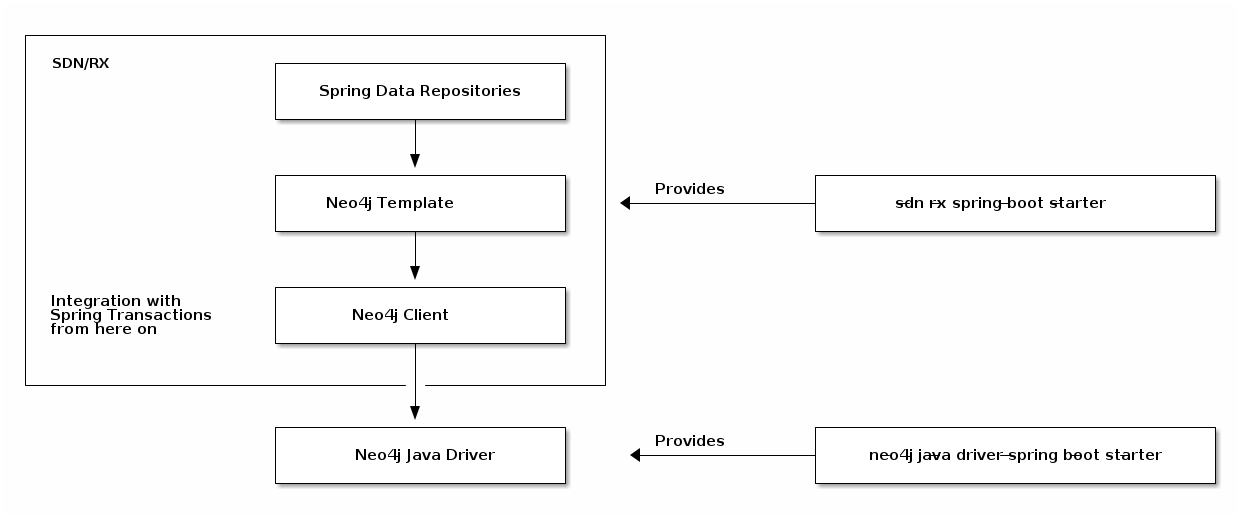 SDN/RX
Spring Data Repositories
Neo4j Template
Provides
sdn rx spring boot starter
Integration with
Spring Transactions
from here on
Neo4j Client
Neo4j Java Driver
Provides
neo4j java driver spring boot starter